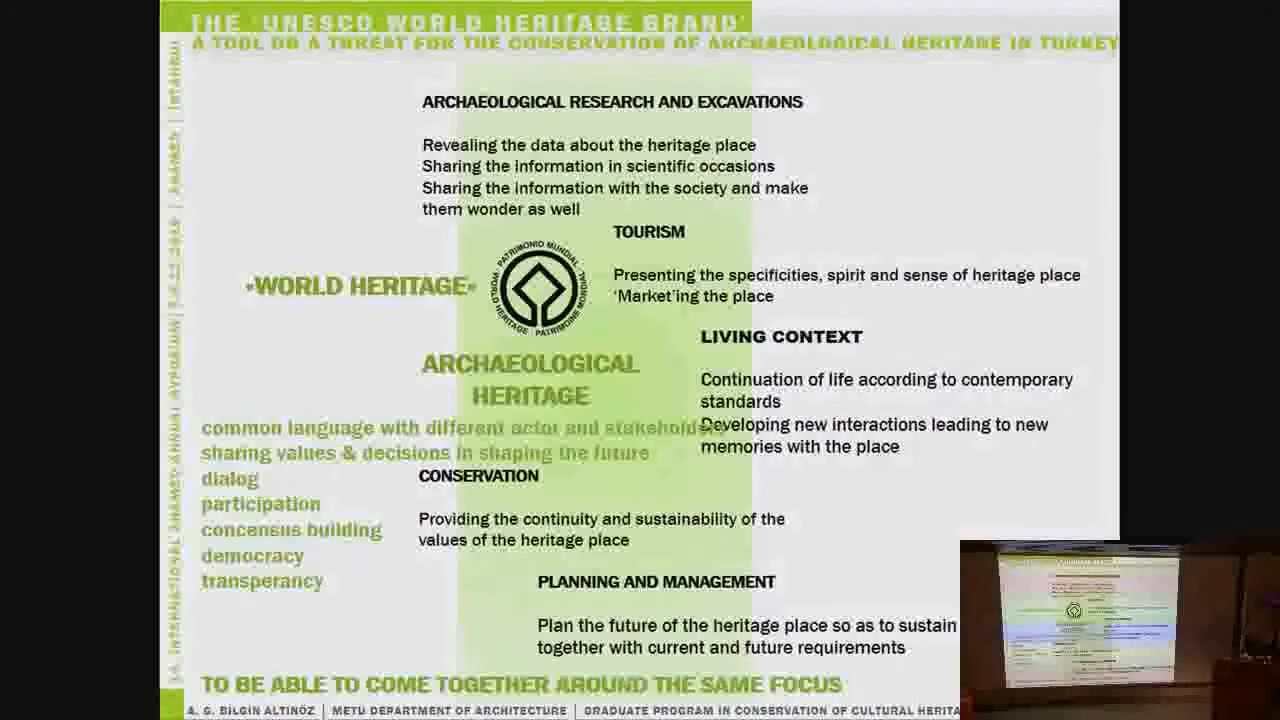 THE 'UNESCO WORLD HERITAGE BRAND'
A TOOL OR A THREAT FOR THE CONSERVATION OF ARCHAEOLOGICAL HERITAGE IN TURKEY
ARCHAEOLOGICAL RESEARCH AND EXCAVATIONS
Revealing the data about the heritage place
Sharing the information in scientific occasions
Sharing the information with the society and make
them wonder as well
TOURISM
Presenting the specificities, spirit and sense of heritage place
'Market'ing the place
«WORLD HERITAGE»
WORLD HERITAGE · PATRIMONIO MUNDIAL · PATRIMOINE MONDIAL
LIVING CONTEXT
Continuation of life according to contemporary
standards
Developing new interactions leading to new
memories with the place
ARCHAEOLOGICAL
HERITAGE
common language with different actor and stakeholders
sharing values & decisions in shaping the future
dialog
participation
concensus building
democracy
transperancy
CONSERVATION
Providing the continuity and sustainability of the
values of the heritage place
PLANNING AND MANAGEMENT
Plan the future of the heritage place so as to sustain
together with current and future requirements
TO BE ABLE TO COME TOGETHER AROUND THE SAME FOCUS
A. G. BILGIN ALTINÖZ | METU DEPARTMENT OF ARCHITECTURE | GRADUATE PROGRAM IN CONSERVATION OF CULTURAL